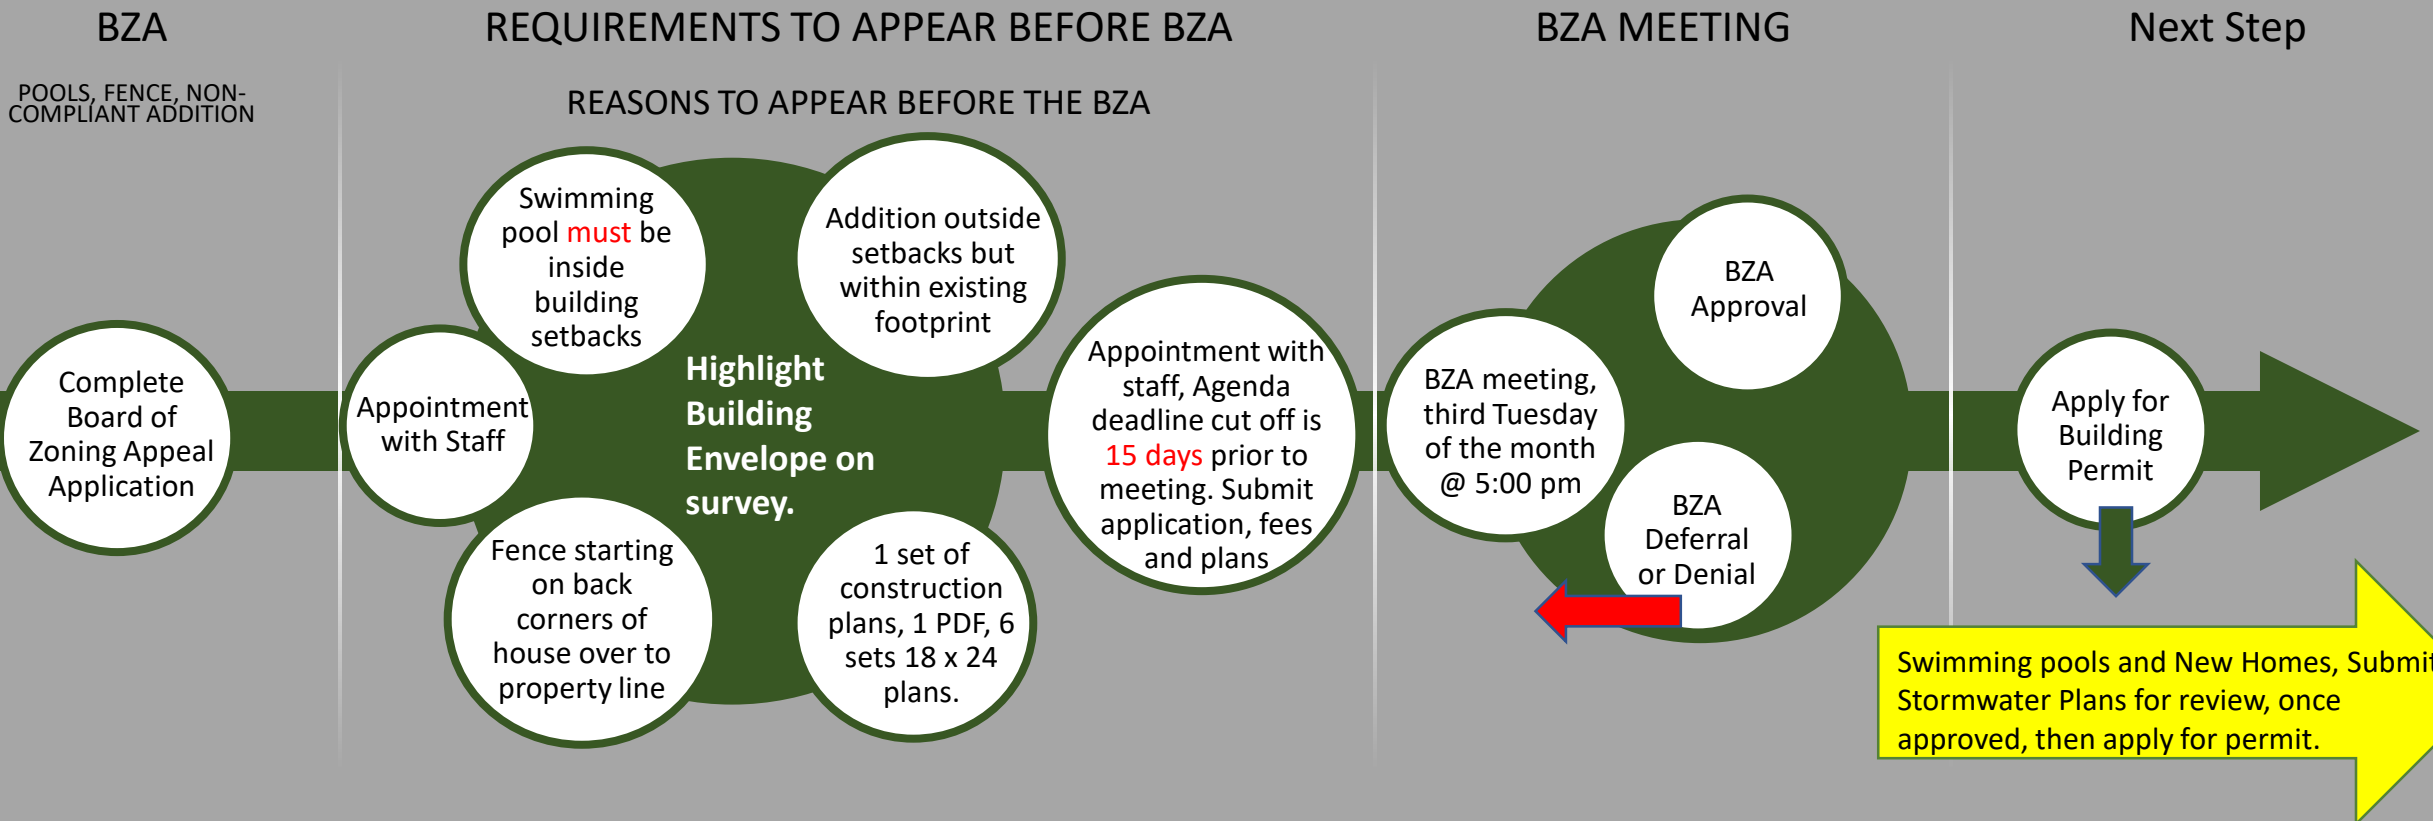 BZA
POOLS, FENCE, NON-
COMPLIANT ADDITION
Complete
Board of
Zoning Appeal
Application
REQUIREMENTS TO APPEAR BEFORE BZA
REASONS TO APPEAR BEFORE THE BZA
Appointment
with Staff
Swimming
pool must be
inside
building
setbacks
Addition outside
setbacks but
within existing
footprint
Highlight
Building
Envelope on
survey.
Fence starting
on back
corners of
house over to
property line
1 set of
construction
plans, 1 PDF, 6
sets 18 x 24
plans.
Appointment with
staff, Agenda
deadline cut off is
15 days prior to
meeting. Submit
application, fees
and plans
BZA MEETING
BZA meeting,
third Tuesday
of the month
@ 5:00 pm
BZA
Approval
BZA
Deferral
or Denial
Next Step
Apply for
Building
Permit
Swimming pools and New Homes, Submit
Stormwater Plans for review, once
approved, then apply for permit.